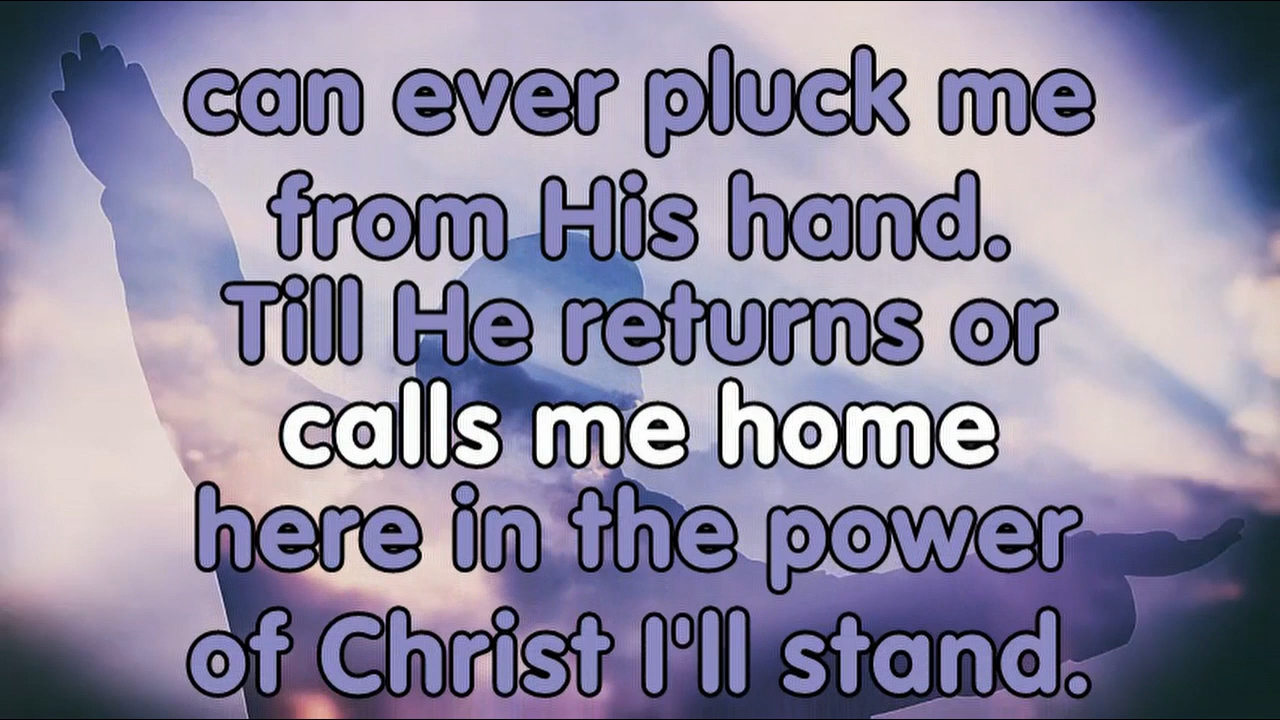 can ever pluck me
from His hand.
Till He returns or
calls me home
here in the power
of Christ I'll stand.